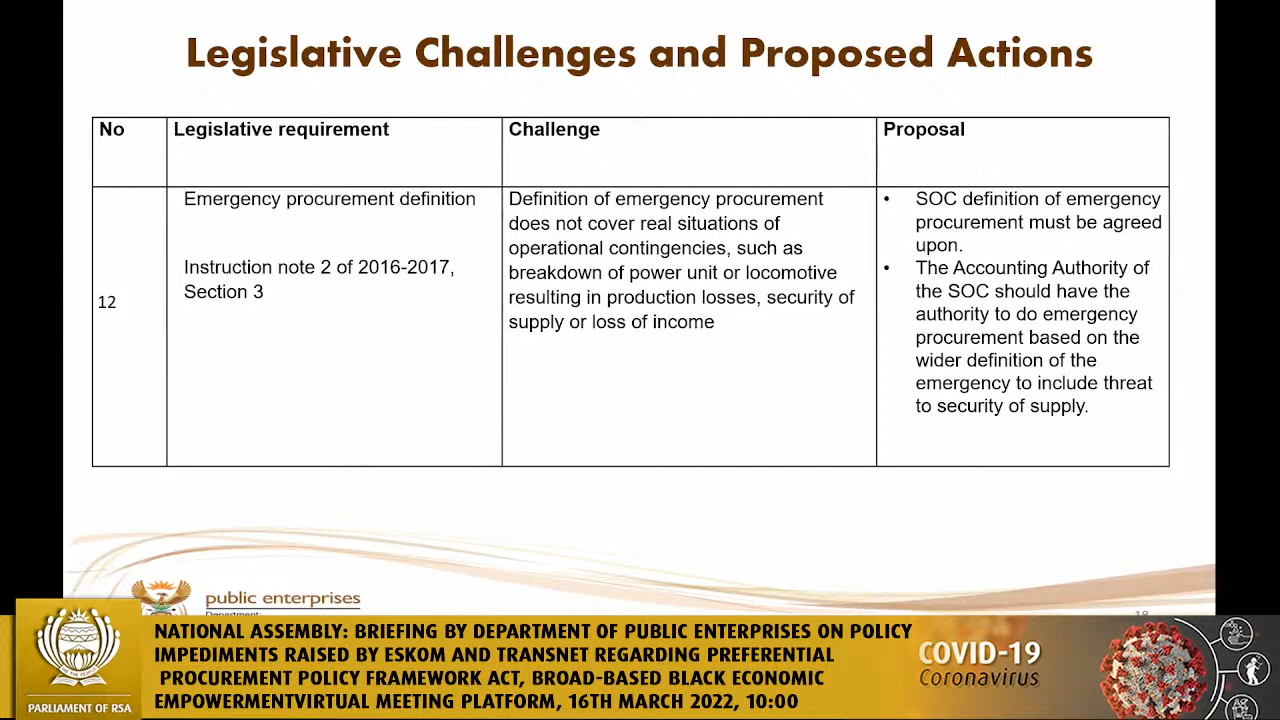 Legislative Challenges and Proposed Actions
No
Legislative requirement
Challenge
Proposal
12
Emergency procurement definition
Instruction note 2 of 2016-2017,
Section 3
Definition of emergency procurement
does not cover real situations of
operational contingencies, such as
breakdown of power unit or locomotive
resulting in production losses, security of
supply or loss of income
• SOC definition of emergency
procurement must be agreed
upon.
• The Accounting Authority of
the SOC should have the
authority to do emergency
procurement based on the
wider definition of the
emergency to include threat
to security of supply.
public enterprises
Department:
18
PARLIAMENT OF RSA
NATIONAL ASSEMBLY: BRIEFING BY DEPARTMENT OF PUBLIC ENTERPRISES ON POLICY
IMPEDIMENTS RAISED BY ESKOM AND TRANSNET REGARDING PREFERENTIAL
PROCUREMENT POLICY FRAMEWORK ACT, BROAD-BASED BLACK ECONOMIC
EMPOWERMENTVIRTUAL MEETING PLATFORM, 16TH MARCH 2022, 10:00
COVID-19
Coronavirus